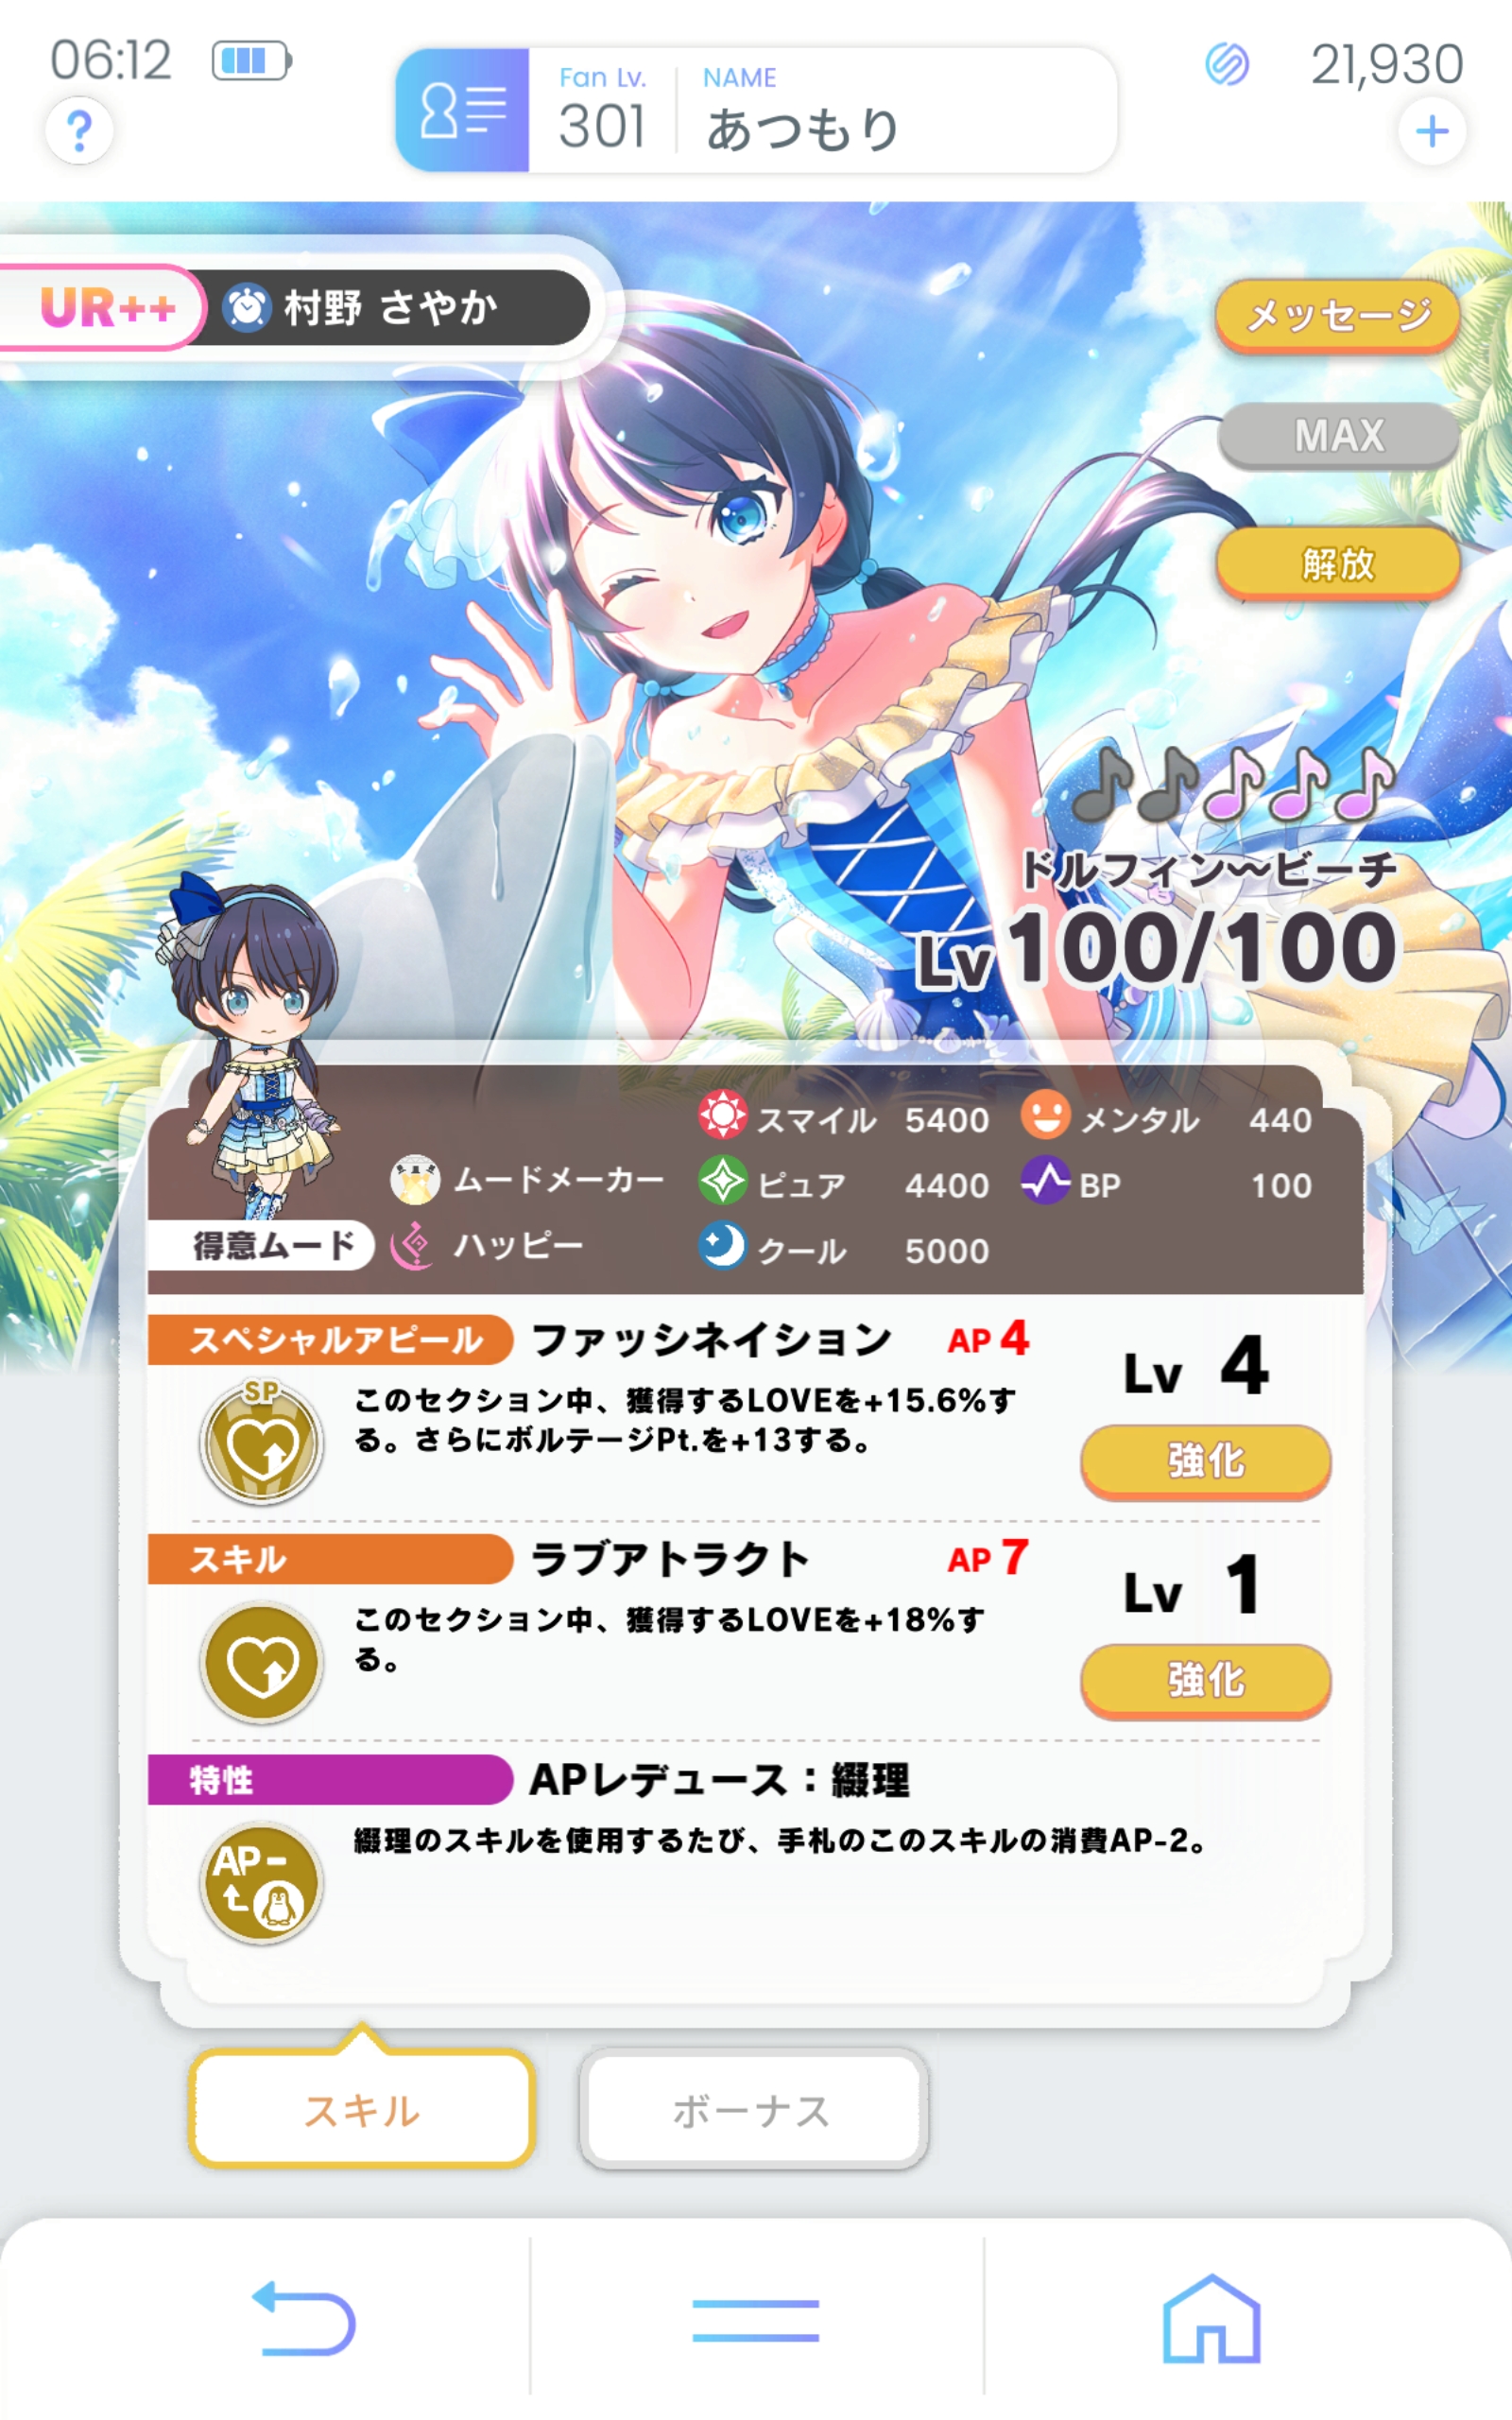 06:12
Fan Lv.
301
NAME
あつもり
21,930
?
+
UR++
村野 さやか
メッセージ
MAX
解放
ドルフィン〜ビーチ
Lv 100/100
スマイル 5400
メンタル 440
ムードメーカー
ピュア 4400
BP 100
得意ムード
ハッピー
クール 5000
スペシャルアピール
ファッシネイション
AP 4
Lv 4
SP
このセクション中、獲得するLOVEを+15.6%す
る。さらにボルテージPt.を+13する。
強化
スキル
ラブアトラクト
AP 7
Lv 1
このセクション中、獲得するLOVEを+18%す
る。
強化
特性
APレデュース：綴理
AP-
綴理のスキルを使用するたび、手札のこのスキルの消費AP-2。
スキル
ボーナス